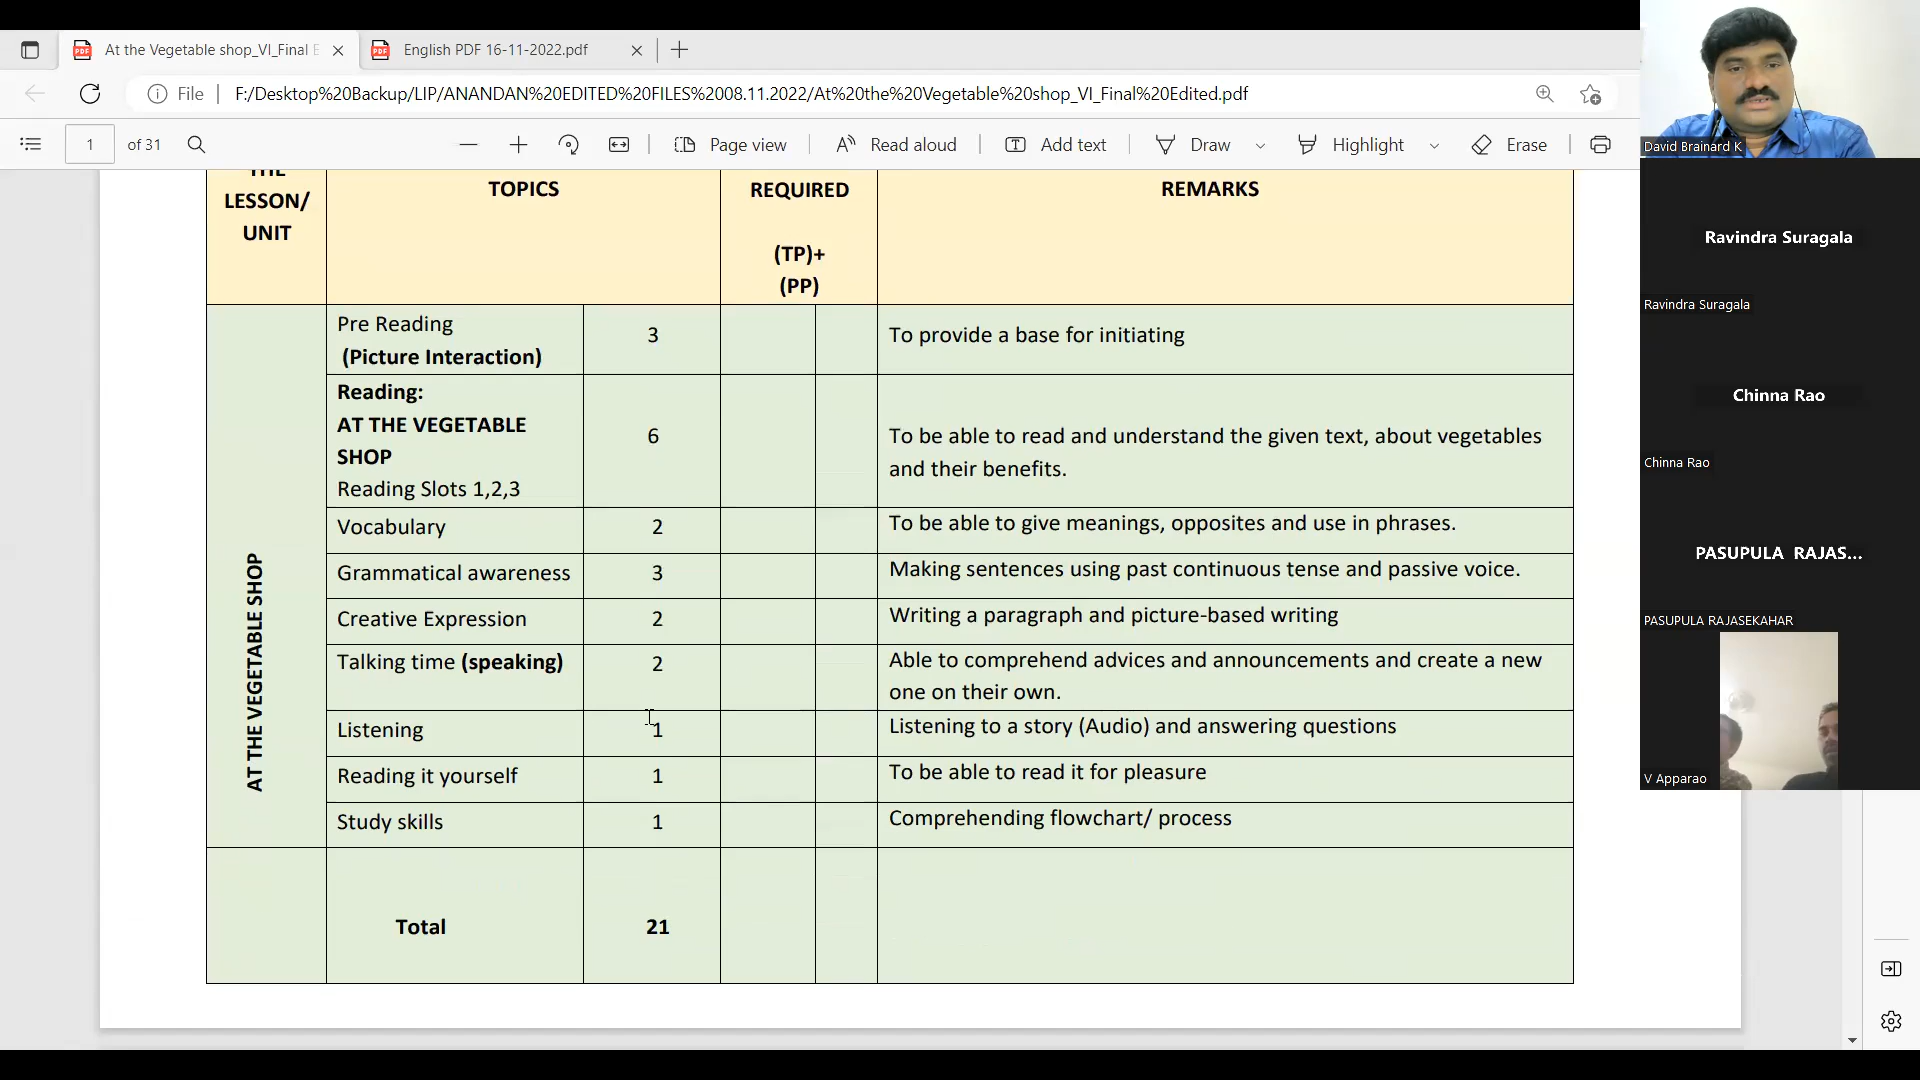 At the Vegetable shop_VI_Final E
English PDF 16-11-2022.pdf
File
F:/Desktop%20Backup/LIP/ANANDAN%20EDITED%20FILES%2008.11.2022/At%20the%20Vegetable%20shop_VI_Final%20Edited.pdf
1 of 31
Page view
Read aloud
Add text
Draw
Highlight
Erase
THE
LESSON/
UNIT
TOPICS
REQUIRED
(TP)+
(PP)
REMARKS
AT THE VEGETABLE SHOP
Pre Reading
(Picture Interaction)
3
To provide a base for initiating
Reading:
AT THE VEGETABLE
SHOP
Reading Slots 1,2,3
6
To be able to read and understand the given text, about vegetables
and their benefits.
Vocabulary 2 To be able to give meanings, opposites and use in phrases.
Grammatical awareness 3 Making sentences using past continuous tense and passive voice.
Creative Expression 2 Writing a paragraph and picture-based writing
Talking time (speaking) 2 Able to comprehend advices and announcements and create a new
one on their own.
Listening 1 Listening to a story (Audio) and answering questions
Reading it yourself 1 To be able to read it for pleasure
Study skills 1 Comprehending flowchart/ process
Total 21
David Brainard K
Ravindra Suragala
Ravindra Suragala
Chinna Rao
Chinna Rao
PASUPULA RAJAS...
PASUPULA RAJASEKAHAR
V Apparao